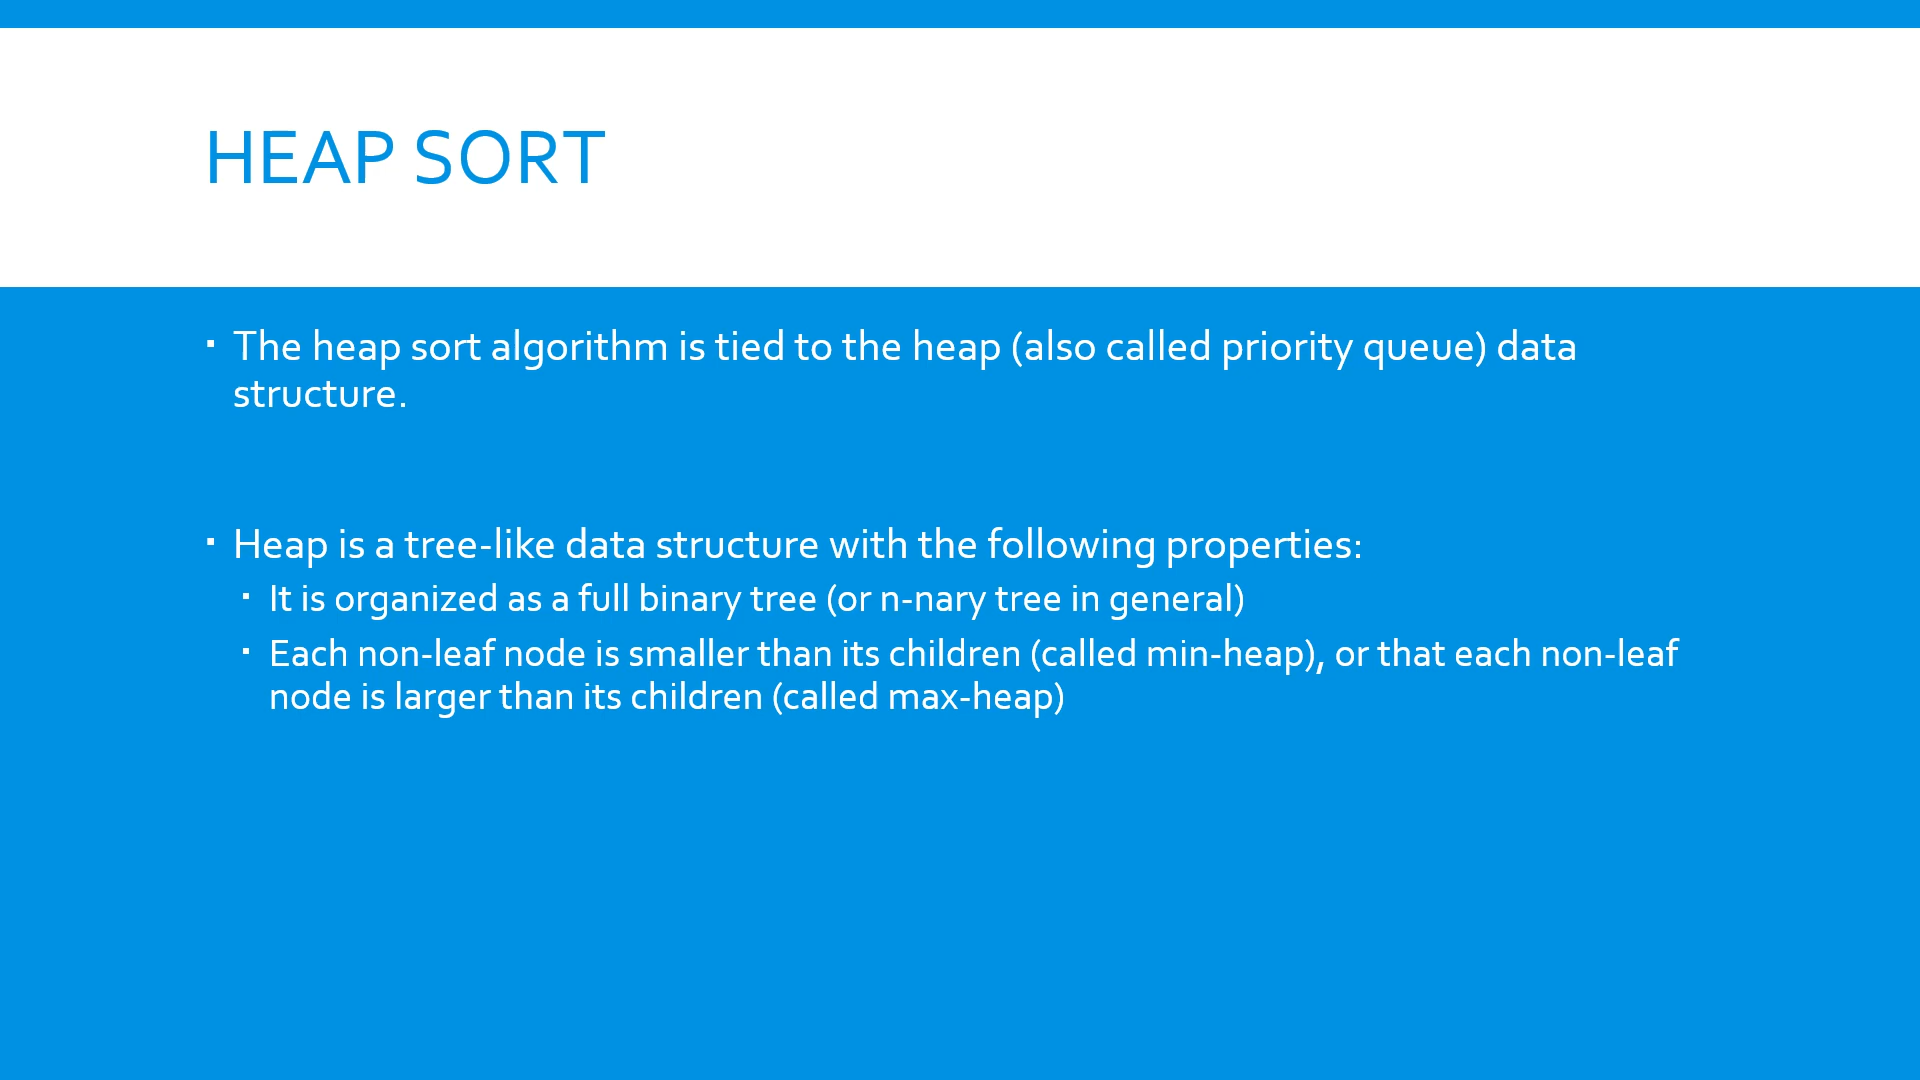 HEAP SORT
▪ The heap sort algorithm is tied to the heap (also called priority queue) data
structure.
▪ Heap is a tree-like data structure with the following properties:
▪ It is organized as a full binary tree (or n-nary tree in general)
▪ Each non-leaf node is smaller than its children (called min-heap), or that each non-leaf
node is larger than its children (called max-heap)